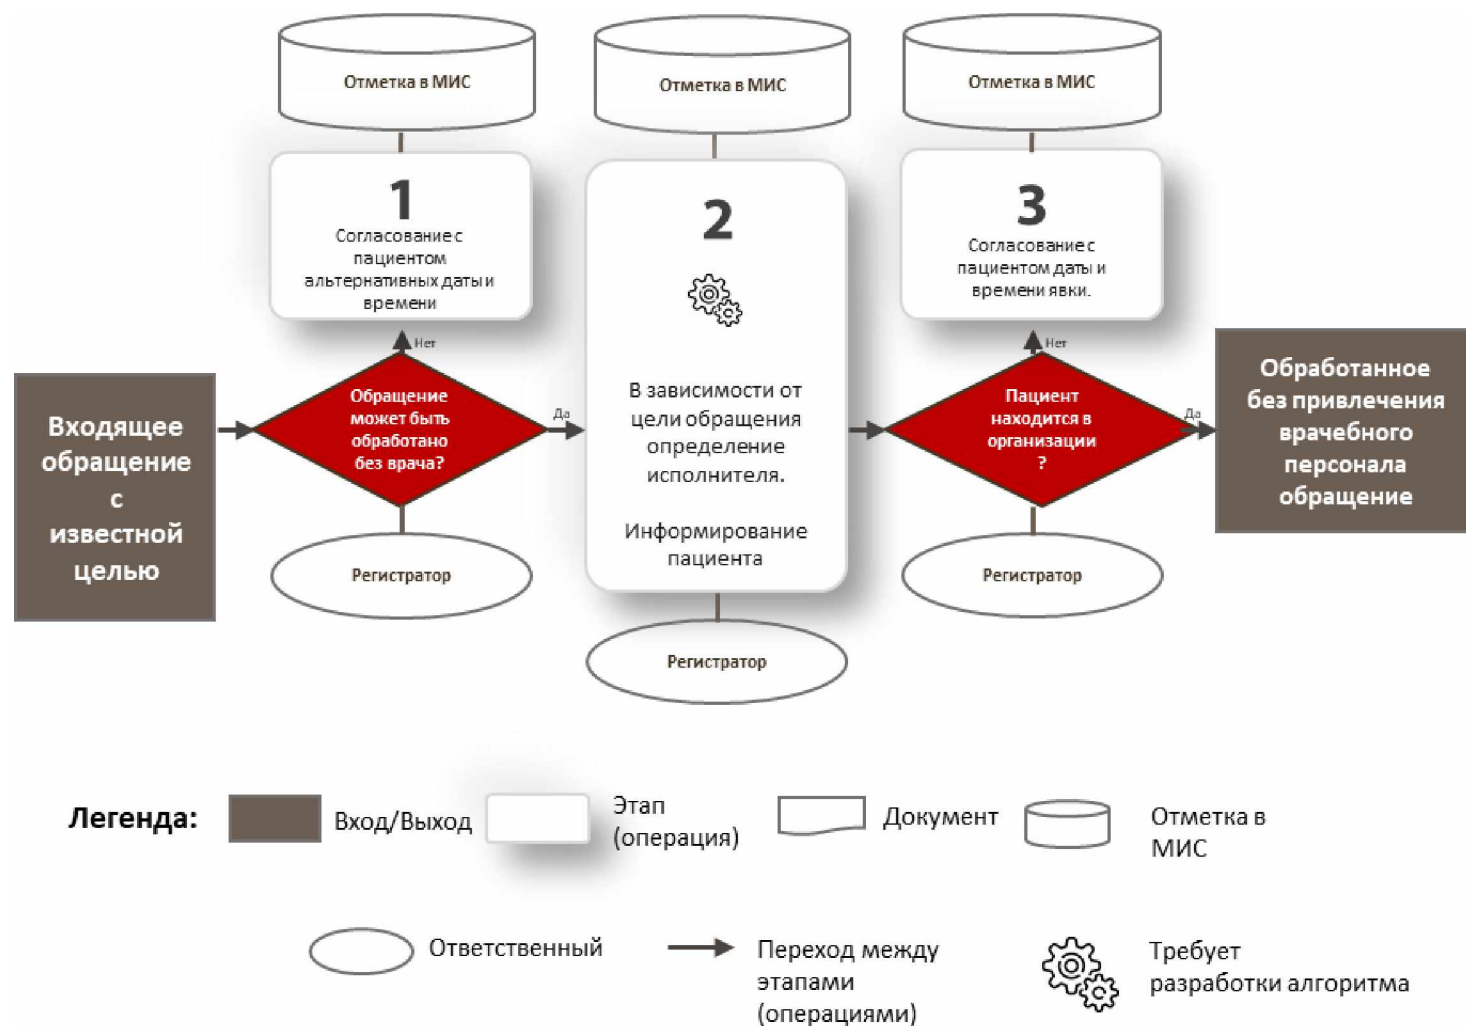 Отметка в МИС
Отметка в МИС
Отметка в МИС
1
Согласование с
пациентом
альтернативных даты и
времени
2
В зависимости от
цели обращения
определение
исполнителя.
Информирование
пациента
3
Согласование с
пациентом даты и
времени явки.
Нет
Нет
Входящее
обращение
с
известной
целью
Обращение
может быть
обработано
без врача?
Да
Пациент
находится в
организации
?
Да
Обработанное
без привлечения
врачебного
персонала
обращение
Регистратор
Регистратор
Регистратор
Легенда:
Вход/Выход
Этап
(операция)
Документ
Отметка в
МИС
Ответственный
Переход между
этапами
(операциями)
Требует
разработки алгоритма